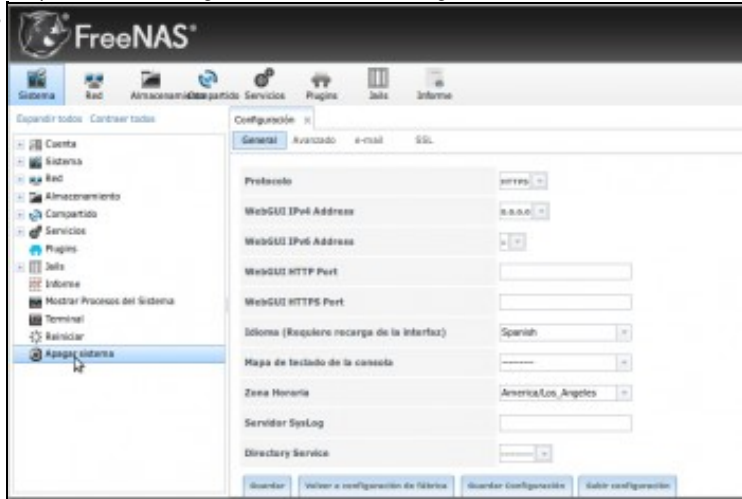 FreeNAS®
Sistema
Red
Almacenamiento
Compartido
Servicios
Plugins
Jails
Informe
Expandir todos Contraer todos
Cuenta
Sistema
Red
Almacenamiento
Compartido
Servicios
Plugins
Jails
Informe
Mostrar Procesos del Sistema
Terminal
Reiniciar
Apagar sistema
Configuración ×
General Avanzado e-mail SSL
Protocolo HTTPS
WebGUI IPv4 Address 0.0.0.0
WebGUI IPv6 Address
WebGUI HTTP Port
WebGUI HTTPS Port
Idioma (Requiere recarga de la interfaz) Spanish
Mapa de teclado de la consola
Zona Horaria America/Los_Angeles
Servidor SysLog
Directory Service
Guardar Volver a configuración de fábrica Guardar Configuración Subir configuración